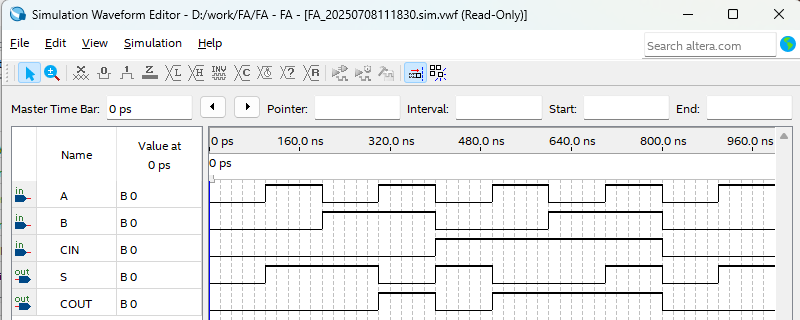 Simulation Waveform Editor - D:/work/FA/FA - FA - [FA_20250708111830.sim.vwf (Read-Only)]
File Edit View Simulation Help
Search altera.com
Master Time Bar: 0 ps Pointer: Interval: Start: End:
Name Value at 0 ps
0 ps 160.0 ns 320.0 ns 480.0 ns 640.0 ns 800.0 ns 960.0 ns
0 ps
in A B 0
in B B 0
in CIN B 0
out S B 0
out COUT B 0